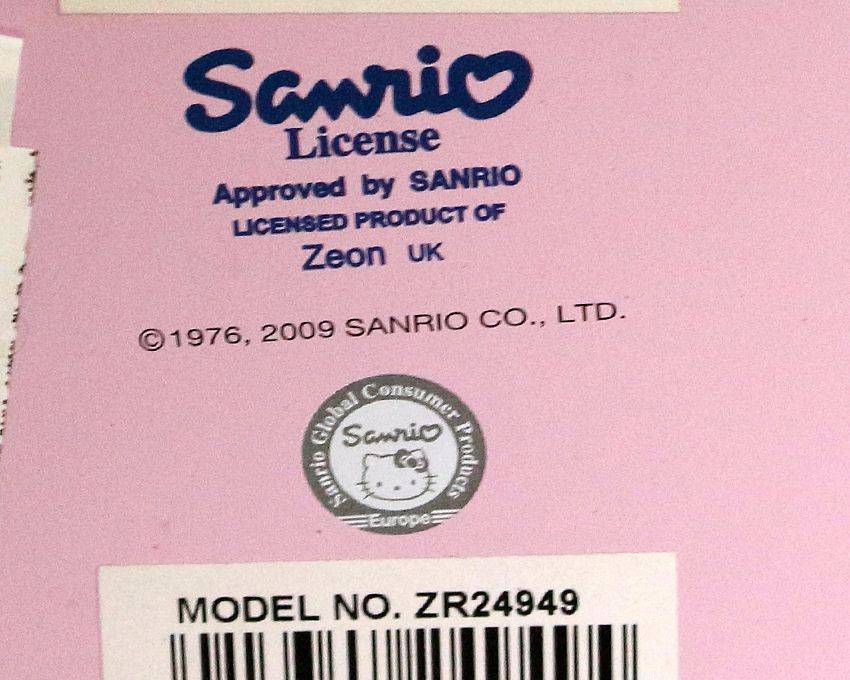 Sanrio
License
Approved by SANRIO
LICENSED PRODUCT OF
Zeon UK
©1976, 2009 SANRIO CO., LTD.
Sanrio Global Consumer Products
Sanrio
Europe
MODEL NO. ZR24949